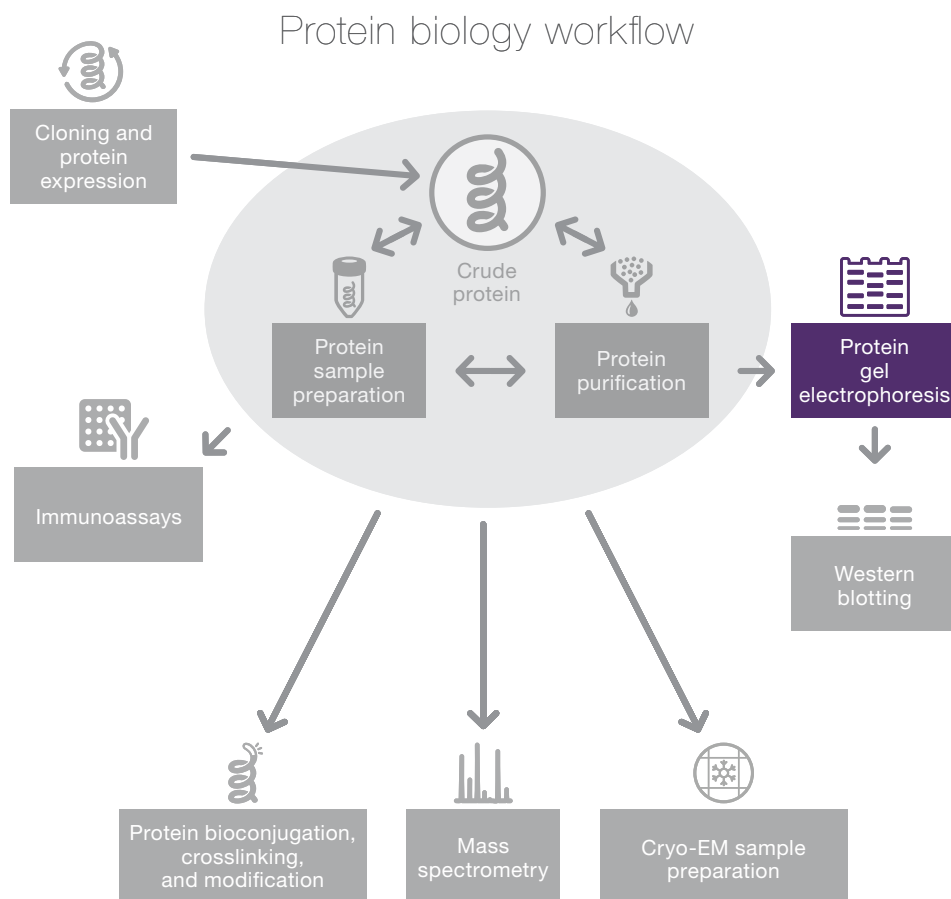 Protein biology workflow
Cloning and
protein
expression
Crude
protein
Protein
sample
preparation
Protein
purification
Protein
gel
electrophoresis
Immunoassays
Western
blotting
Protein bioconjugation,
crosslinking,
and modification
Mass
spectrometry
Cryo-EM sample
preparation